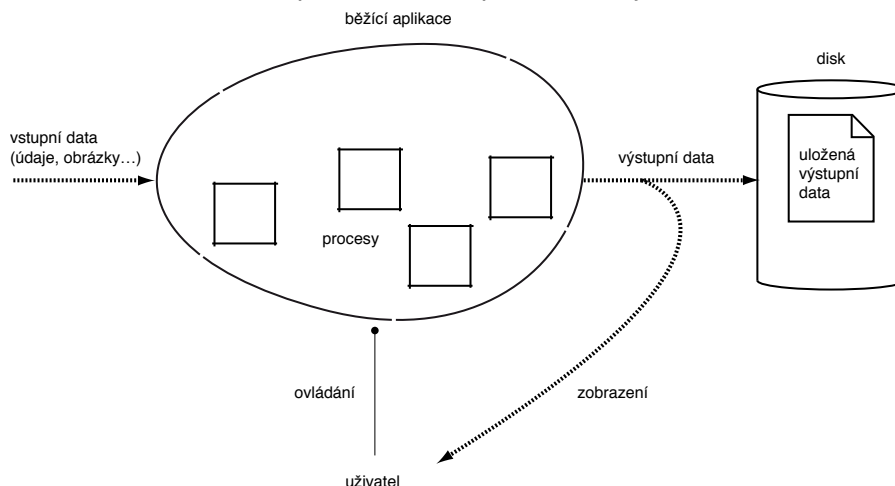 běžící aplikace
disk
vstupní data
(údaje, obrázky…)
výstupní data
uložená
výstupní
data
procesy
ovládání
zobrazení
uživatel